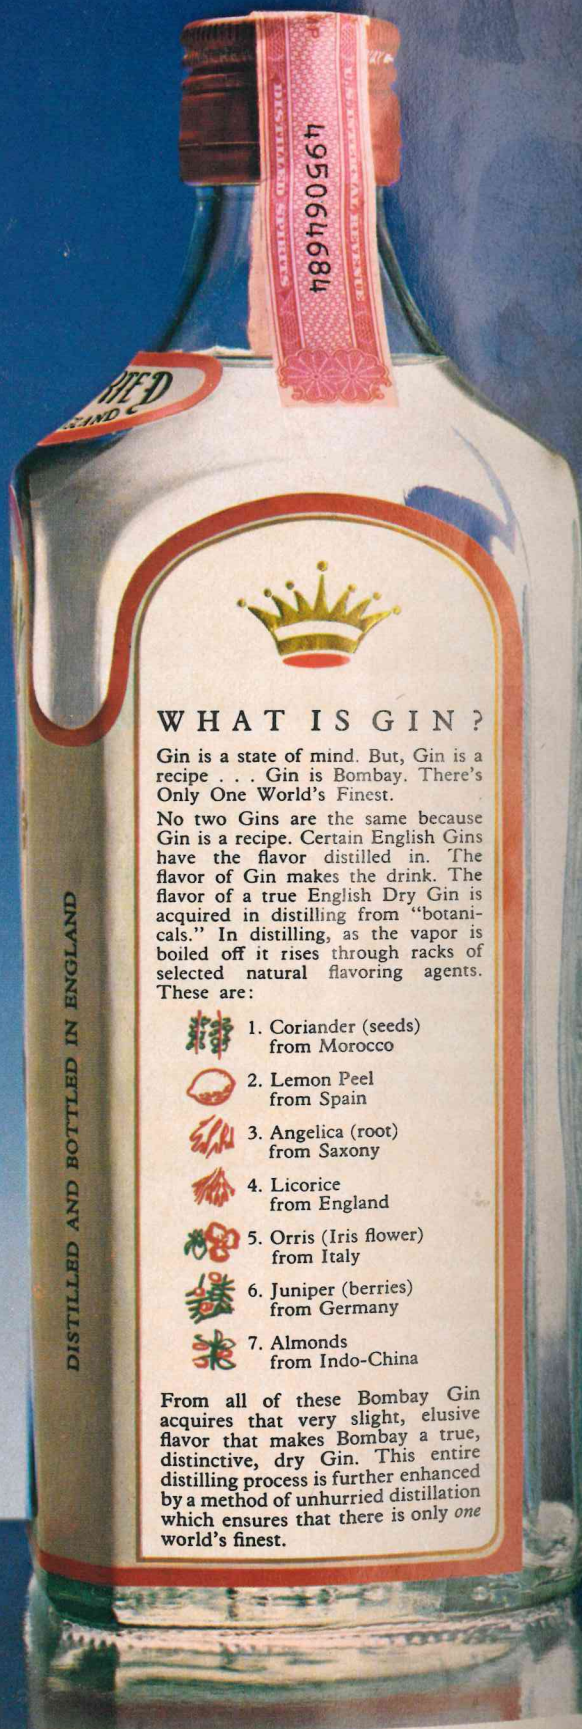 U.S. INTERNAL REVENUE
495064684
DISTILLED SPIRITS
WHAT IS GIN?
Gin is a state of mind. But, Gin is a
recipe . . . Gin is Bombay. There's
Only One World's Finest.
No two Gins are the same because
Gin is a recipe. Certain English Gins
have the flavor distilled in. The
flavor of Gin makes the drink. The
flavor of a true English Dry Gin is
acquired in distilling from “botani-
cals.” In distilling, as the vapor is
boiled off it rises through racks of
selected natural flavoring agents.
These are:
1. Coriander (seeds)
from Morocco
2. Lemon Peel
from Spain
3. Angelica (root)
from Saxony
4. Licorice
from England
5. Orris (Iris flower)
from Italy
6. Juniper (berries)
from Germany
7. Almonds
from Indo-China
From all of these Bombay Gin
acquires that very slight, elusive
flavor that makes Bombay a true,
distinctive, dry Gin. This entire
distilling process is further enhanced
by a method of unhurried distillation
which ensures that there is only one
world's finest.
DISTILLED AND BOTTLED IN ENGLAND